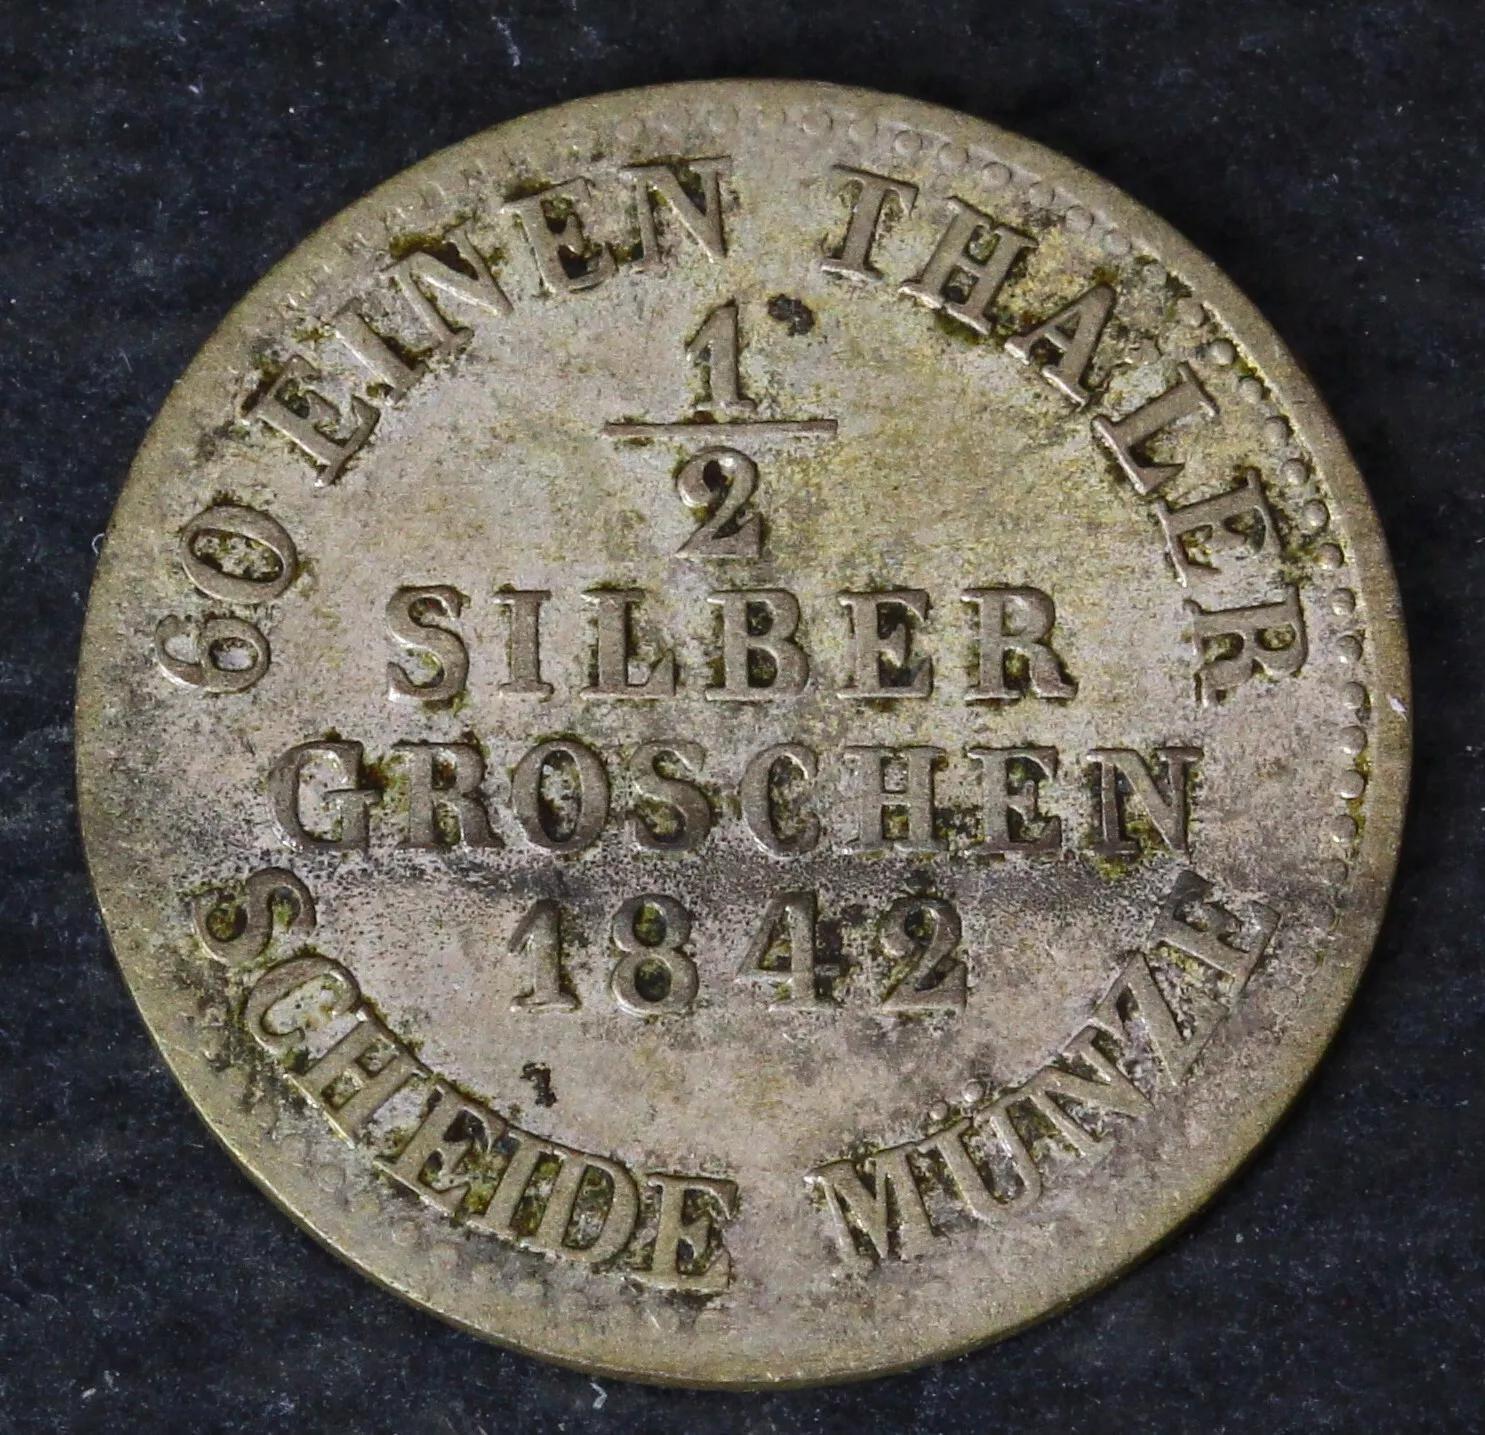 60 EINEN THALER
1
2
SILBER
GROSCHEN
1842
SCHEIDE MÜNZE